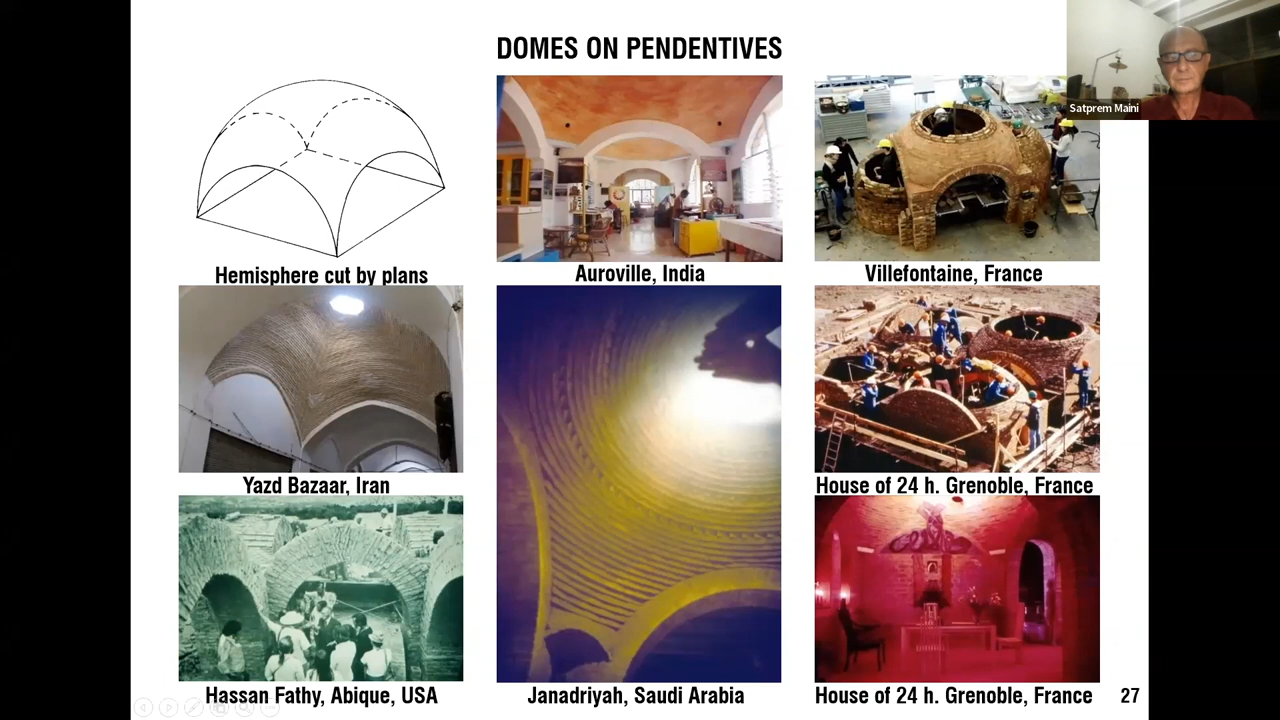 DOMES ON PENDENTIVES
Satprem Maini
Hemisphere cut by plans
Auroville, India
Villefontaine, France
Yazd Bazaar, Iran
House of 24 h. Grenoble, France
Hassan Fathy, Abique, USA
Janadriyah, Saudi Arabia
House of 24 h. Grenoble, France
27